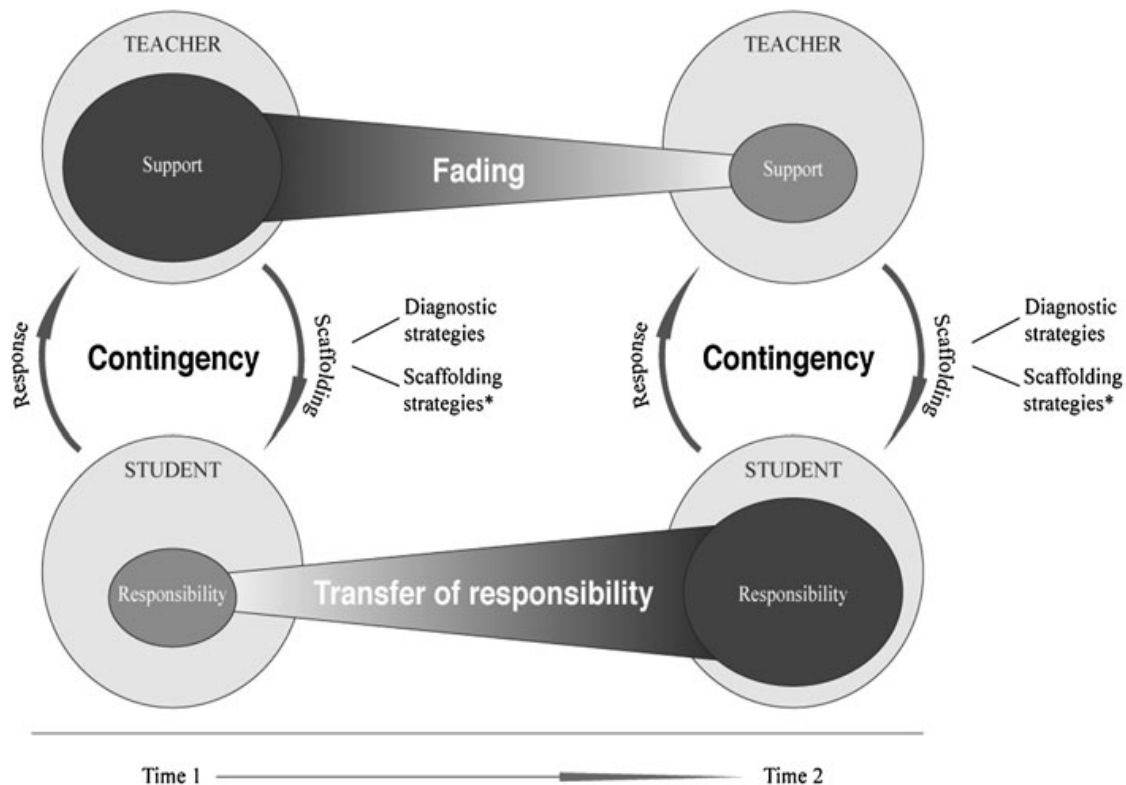 TEACHER
TEACHER
Support
Fading
Support
Response
Contingency
Scaffolding
Diagnostic
strategies
Scaffolding
strategies*
Response
Contingency
Scaffolding
Diagnostic
strategies
Scaffolding
strategies*
STUDENT
STUDENT
Responsibility
Transfer of responsibility
Responsibility
Time 1
Time 2